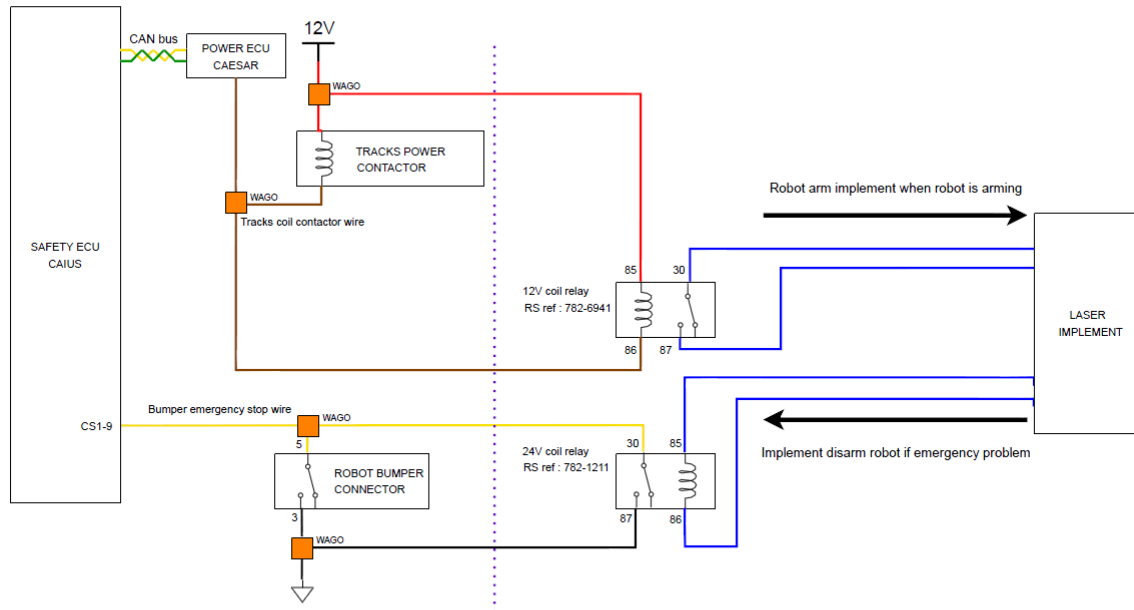 CAN bus
12V
POWER ECU
CAESAR
WAGO
TRACKS POWER
CONTACTOR
WAGO
Tracks coil contactor wire
Robot arm implement when robot is arming
SAFETY ECU
CAIUS
85
30
12V coil relay
RS ref : 782-6941
LASER
IMPLEMENT
86
87
Bumper emergency stop wire
WAGO
CS1-9
5
30
85
24V coil relay
RS ref : 782-1211
Implement disarm robot if emergency problem
ROBOT BUMPER
CONNECTOR
3
87
86
WAGO